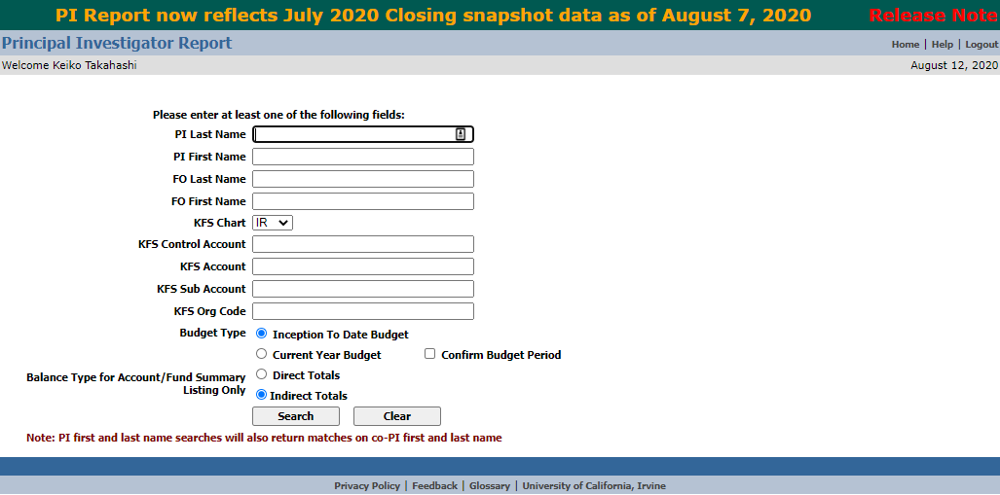 PI Report now reflects July 2020 Closing snapshot data as of August 7, 2020 Release Note
Principal Investigator Report Home | Help | Logout
Welcome Keiko Takahashi August 12, 2020
Please enter at least one of the following fields:
PI Last Name
PI First Name
FO Last Name
FO First Name
KFS Chart IR
KFS Control Account
KFS Account
KFS Sub Account
KFS Org Code
Budget Type Inception To Date Budget
Current Year Budget Confirm Budget Period
Balance Type for Account/Fund Summary Direct Totals
Listing Only Indirect Totals
Search Clear
Note: PI first and last name searches will also return matches on co-PI first and last name
Privacy Policy | Feedback | Glossary | University of California, Irvine